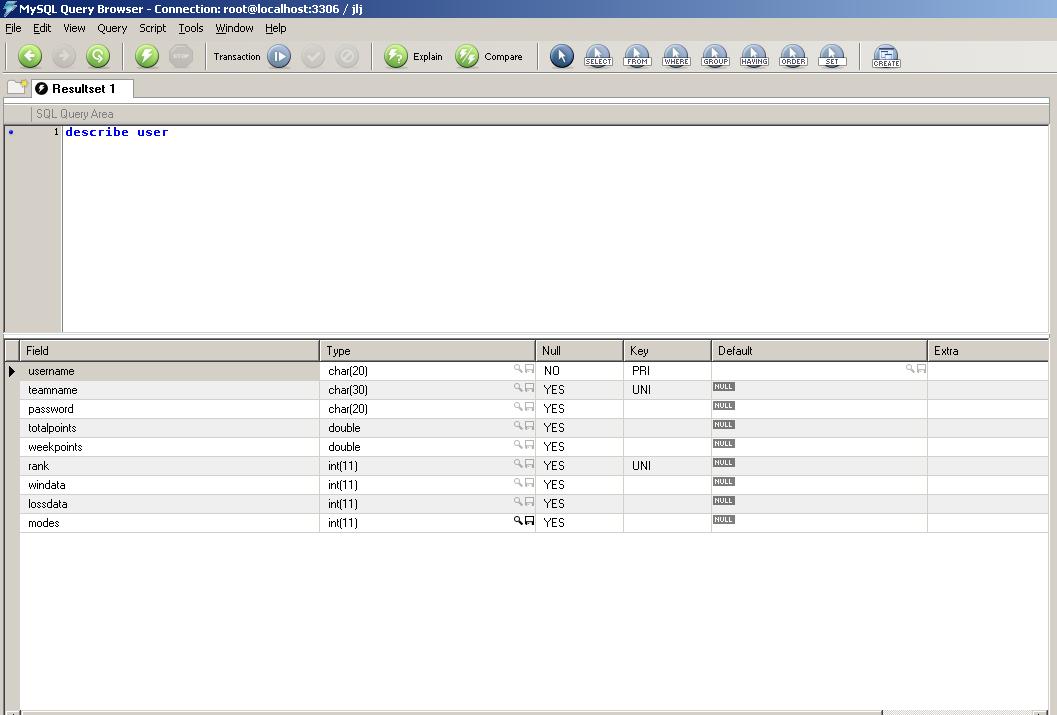 MySQL Query Browser - Connection: root@localhost:3306 / jlj
File Edit View Query Script Tools Window Help
STOP Transaction Explain Compare SELECT FROM WHERE GROUP HAVING ORDER SET CREATE
Resultset 1
SQL Query Area
1 describe user
Field Type Null Key Default Extra
username char(20) NO PRI
teamname char(30) YES UNI NULL
password char(20) YES NULL
totalpoints double YES NULL
weekpoints double YES NULL
rank int(11) YES UNI NULL
windata int(11) YES NULL
lossdata int(11) YES NULL
modes int(11) YES NULL